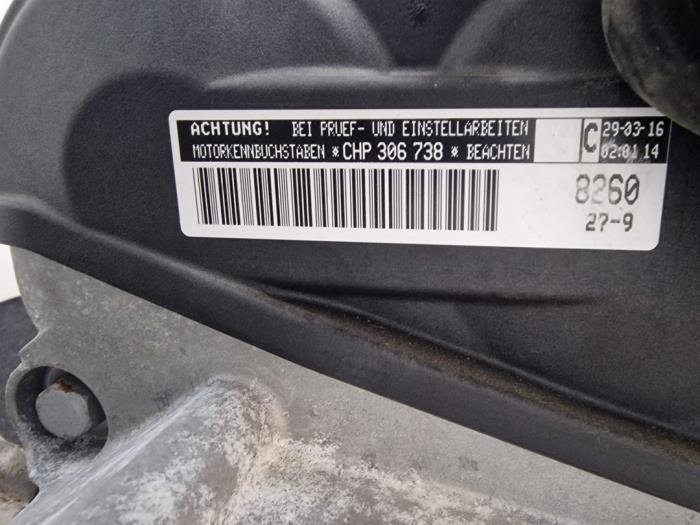 ACHTUNG! BEI PRUEF- UND EINSTELLARBEITEN
MOTORKENNBUCHSTABEN *CHP 306 738* BEACHTEN
C
29-03-16
02:01 14
8260
27-9